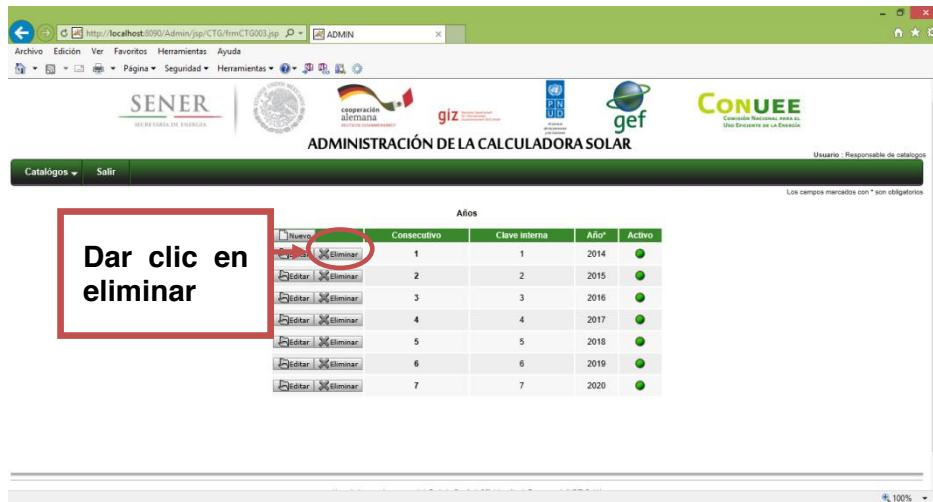 http://localhost:8090/Admin/jsp/CTG/frmCTG003.jsp
ADMIN
Archivo Edición Ver Favoritos Herramientas Ayuda
Página Seguridad Herramientas
SENER
SECRETARÍA DE ENERGÍA
cooperación
alemana
DEUTSCHE ZUSAMMENARBEIT
giz
P N
U D
gef
CONUEE
Comisión Nacional para el
Uso Eficiente de la Energía
ADMINISTRACIÓN DE LA CALCULADORA SOLAR
Usuario : Responsable de catalogos
Catalógos Salir
Los campos marcados con * son obligatorios
Años
Nuevo Consecutivo Clave interna Año* Activo
Eliminar 1 1 2014
Editar Eliminar 2 2 2015
Editar Eliminar 3 3 2016
Editar Eliminar 4 4 2017
Editar Eliminar 5 5 2018
Editar Eliminar 6 6 2019
Editar Eliminar 7 7 2020
Dar clic en
eliminar
100%